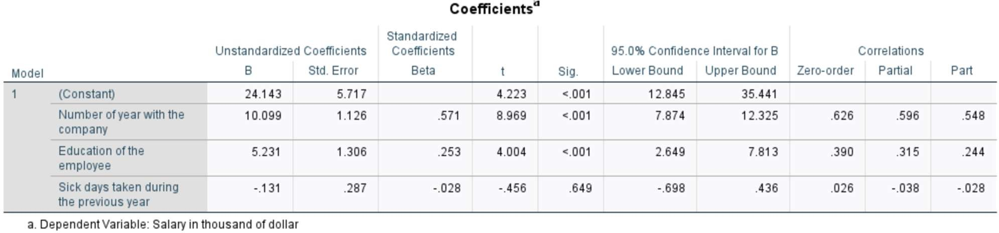 Coefficientsᵃ
Unstandardized Coefficients Standardized Coefficients 95.0% Confidence Interval for B Correlations
Model B Std. Error Beta t Sig. Lower Bound Upper Bound Zero-order Partial Part
1 (Constant) 24.143 5.717 4.223 <.001 12.845 35.441
Number of year with the company 10.099 1.126 .571 8.969 <.001 7.874 12.325 .626 .596 .548
Education of the employee 5.231 1.306 .253 4.004 <.001 2.649 7.813 .390 .315 .244
Sick days taken during the previous year -.131 .287 -.028 -.456 .649 -.698 .436 .026 -.038 -.028
a. Dependent Variable: Salary in thousand of dollar